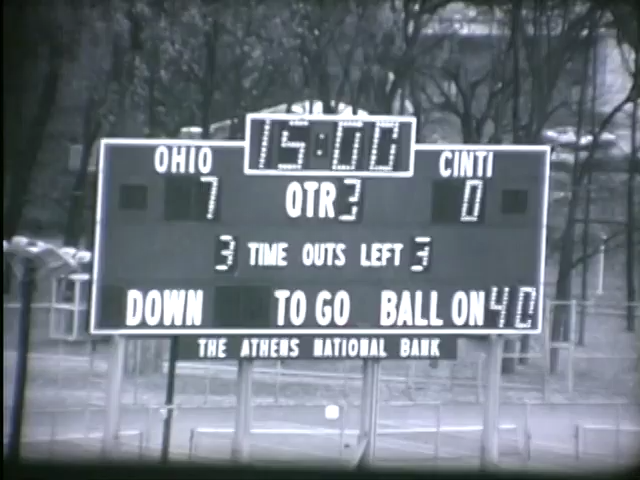 15:00
OHIO CINTI
7 QTR 3 0
3 TIME OUTS LEFT 3
DOWN TO GO BALL ON 40
THE ATHENS NATIONAL BANK